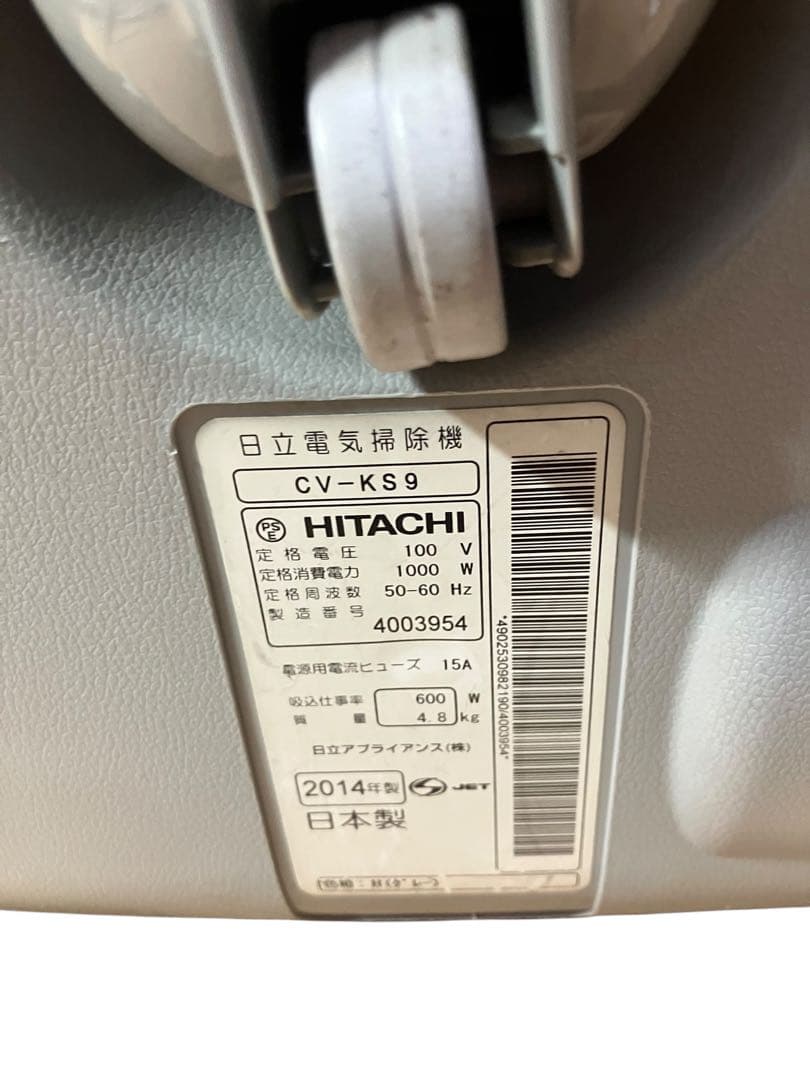 日立電気掃除機
CV-KS9
PSE HITACHI
定格電圧 100 V
定格消費電力 1000 W
定格周波数 50-60 Hz
製造番号 4003954
電源用電流ヒューズ 15A
吸込仕事率 600 W
質量 4.8 kg
日立アプライアンス(株)
2014年製 JET
日本製
*4902530982190/4003954*